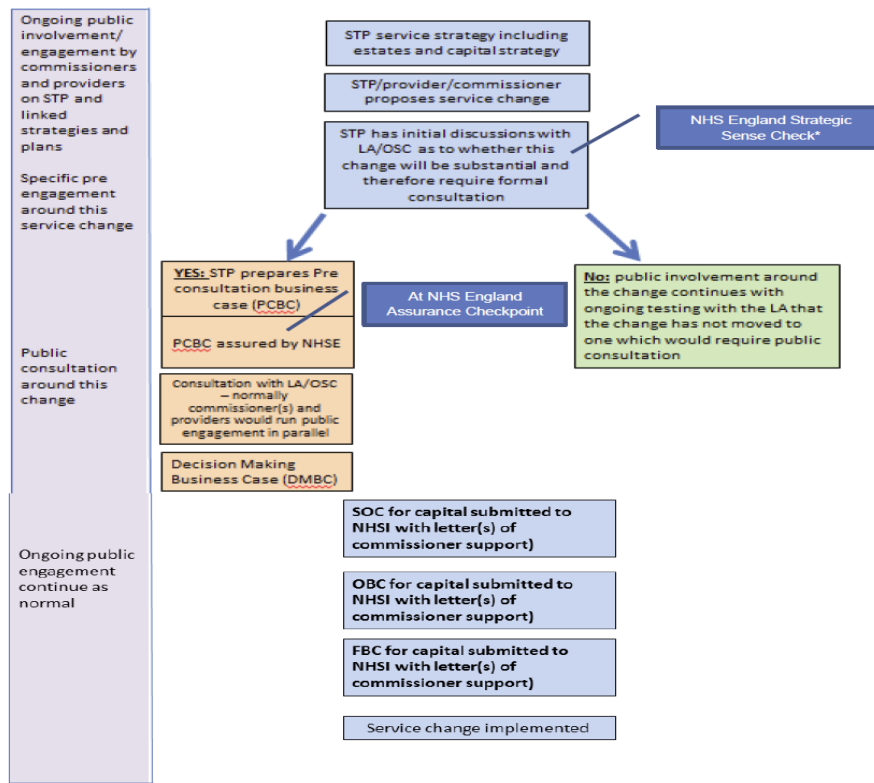 Ongoing public
involvement/
engagement by
commissioners
and providers
on STP and
linked
strategies and
plans
Specific pre
engagement
around this
service change
Public
consultation
around this
change
Ongoing public
engagement
continue as
normal
STP service strategy including
estates and capital strategy
STP/provider/commissioner
proposes service change
STP has initial discussions with
LA/OSC as to whether this
change will be substantial and
therefore require formal
consultation
NHS England Strategic
Sense Check*
YES: STP prepares Pre
consultation business
case (PCBC)
PCBC assured by NHSE
At NHS England
Assurance Checkpoint
No: public involvement around
the change continues with
ongoing testing with the LA that
the change has not moved to
one which would require public
consultation
Consultation with LA/OSC
– normally
commissioner(s) and
providers would run public
engagement in parallel
Decision Making
Business Case (DMBC)
SOC for capital submitted to
NHSI with letter(s) of
commissioner support)
OBC for capital submitted to
NHSI with letter(s) of
commissioner support)
FBC for capital submitted to
NHSI with letter(s) of
commissioner support)
Service change implemented